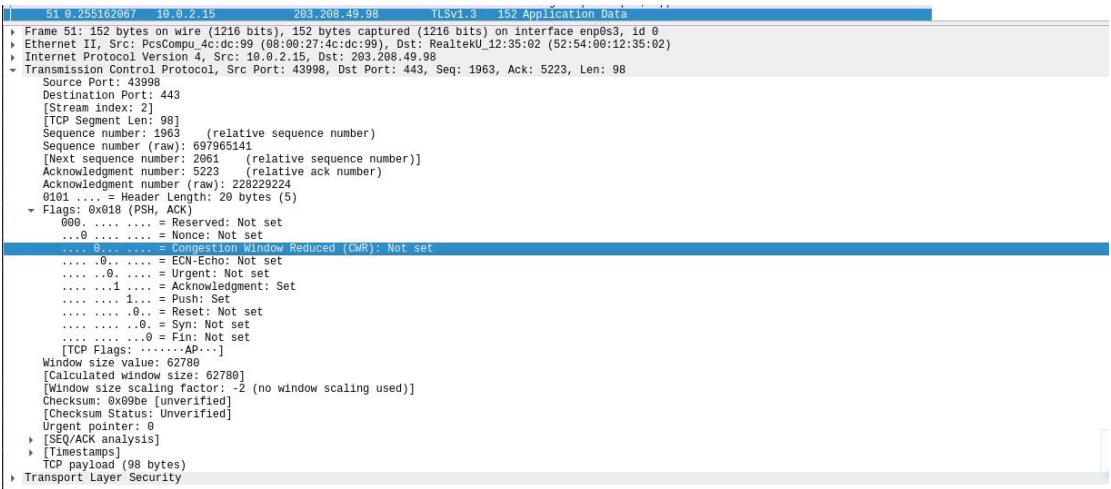 51 0.255162067 10.0.2.15 203.208.49.98 TLSv1.3 152 Application Data
Frame 51: 152 bytes on wire (1216 bits), 152 bytes captured (1216 bits) on interface enp0s3, id 0
Ethernet II, Src: PcsCompu_4c:dc:99 (08:00:27:4c:dc:99), Dst: RealtekU_12:35:02 (52:54:00:12:35:02)
Internet Protocol Version 4, Src: 10.0.2.15, Dst: 203.208.49.98
Transmission Control Protocol, Src Port: 43998, Dst Port: 443, Seq: 1963, Ack: 5223, Len: 98
Source Port: 43998
Destination Port: 443
[Stream index: 2]
[TCP Segment Len: 98]
Sequence number: 1963 (relative sequence number)
Sequence number (raw): 697965141
[Next sequence number: 2061 (relative sequence number)]
Acknowledgment number: 5223 (relative ack number)
Acknowledgment number (raw): 228229224
0101 .... = Header Length: 20 bytes (5)
Flags: 0x018 (PSH, ACK)
000. .... .... = Reserved: Not set
...0 .... .... = Nonce: Not set
.... 0... .... = Congestion Window Reduced (CWR): Not set
.... .0.. .... = ECN-Echo: Not set
.... ..0. .... = Urgent: Not set
.... ...1 .... = Acknowledgment: Set
.... .... 1... = Push: Set
.... .... .0.. = Reset: Not set
.... .... ..0. = Syn: Not set
.... .... ...0 = Fin: Not set
[TCP Flags: ·······AP···]
Window size value: 62780
[Calculated window size: 62780]
[Window size scaling factor: -2 (no window scaling used)]
Checksum: 0x09be [unverified]
[Checksum Status: Unverified]
Urgent pointer: 0
[SEQ/ACK analysis]
[Timestamps]
TCP payload (98 bytes)
Transport Layer Security